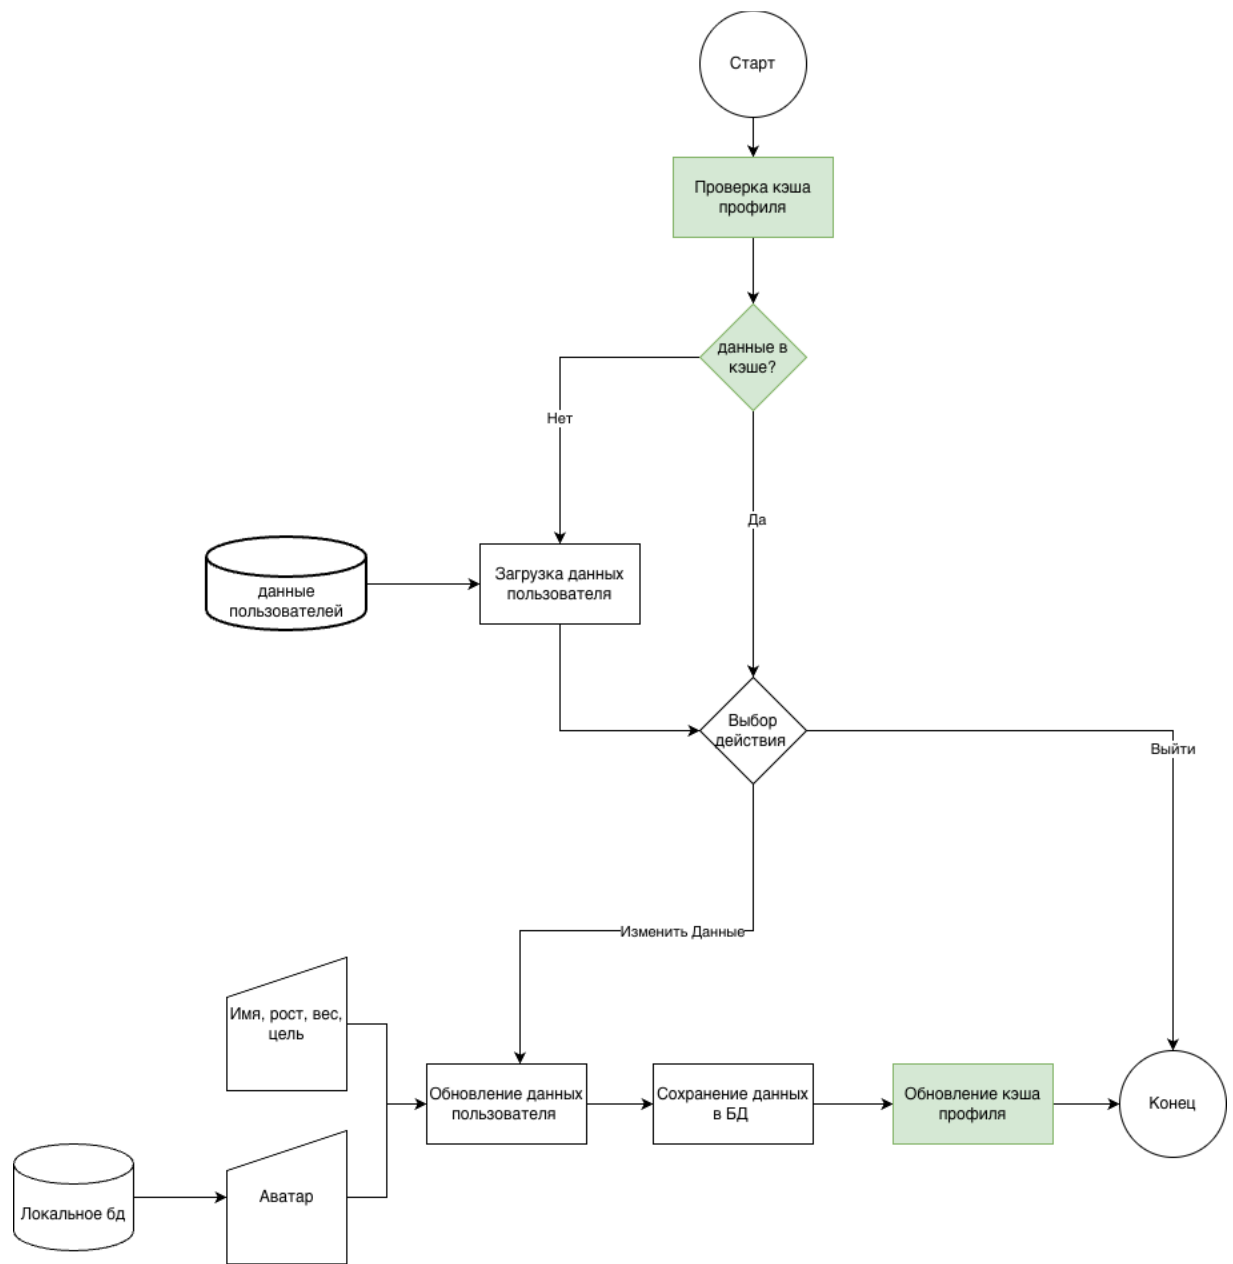 Старт
Проверка кэша
профиля
данные в
кэше?
Нет
Да
данные
пользователей
Загрузка данных
пользователя
Выбор
действия
Выйти
Изменить Данные
Имя, рост, вес,
цель
Обновление данных
пользователя
Сохранение данных
в БД
Обновление кэша
профиля
Конец
Локальное бд
Аватар